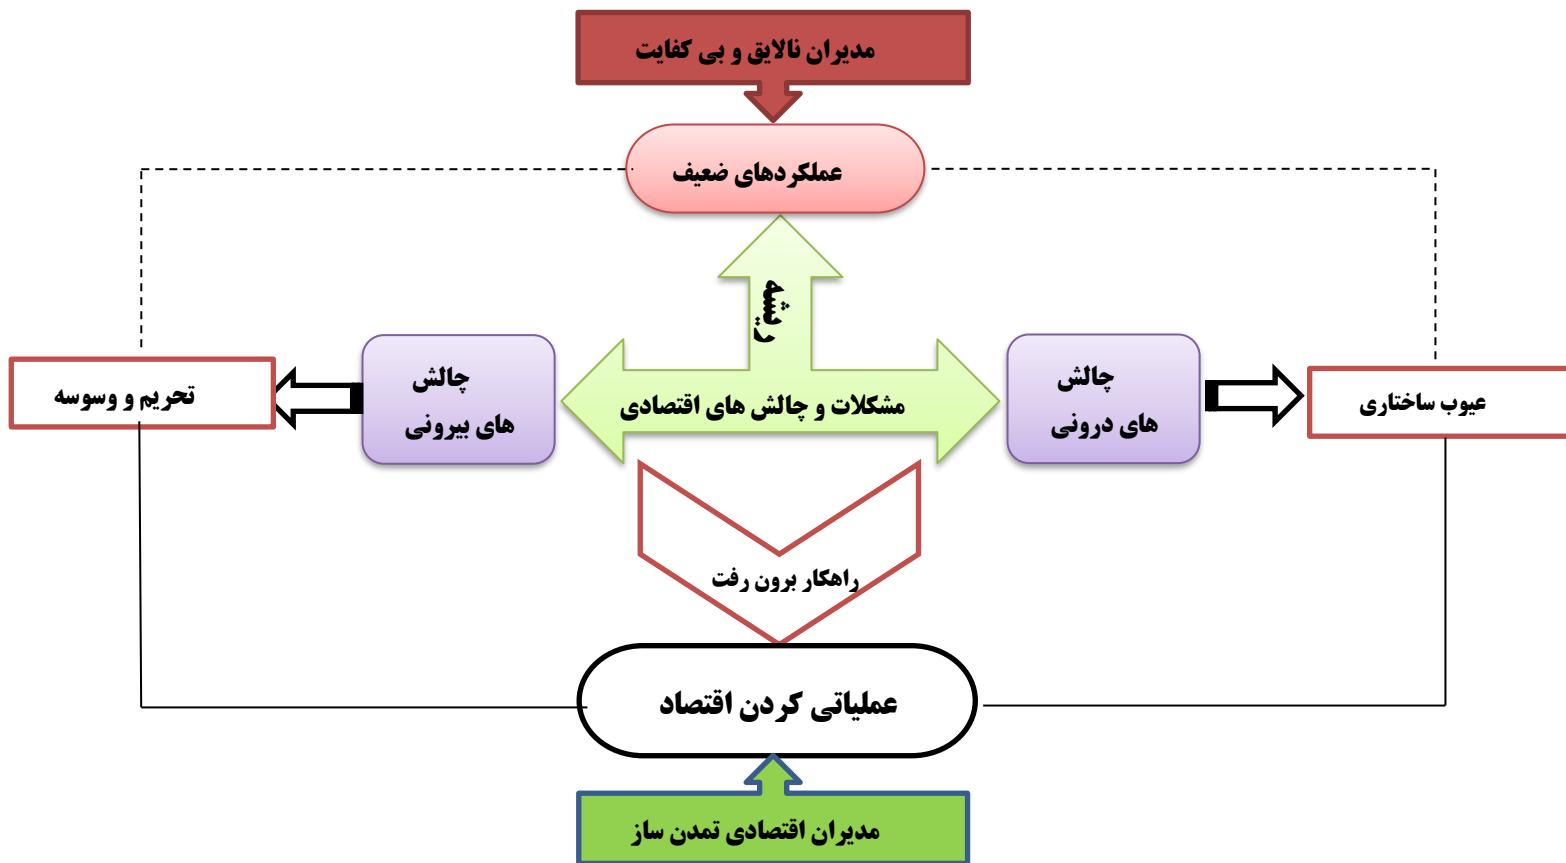 مدیران نالایق و بی کفایت
عملکردهای ضعیف
ریشه
چالش
های درونی
عیوب ساختاری
مشکلات و چالش های اقتصادی
چالش
های بیرونی
تحریم و وسوسه
راهکار برون رفت
عملیاتی کردن اقتصاد
مدیران اقتصادی تمدن ساز